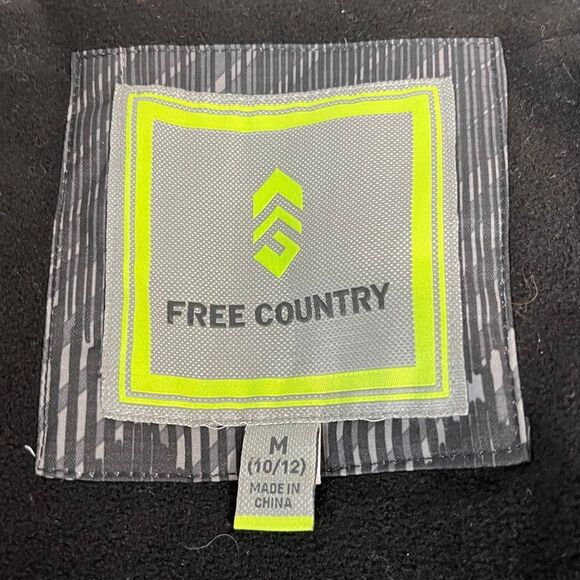 FREE COUNTRY
M
(10/12)
MADE IN
CHINA